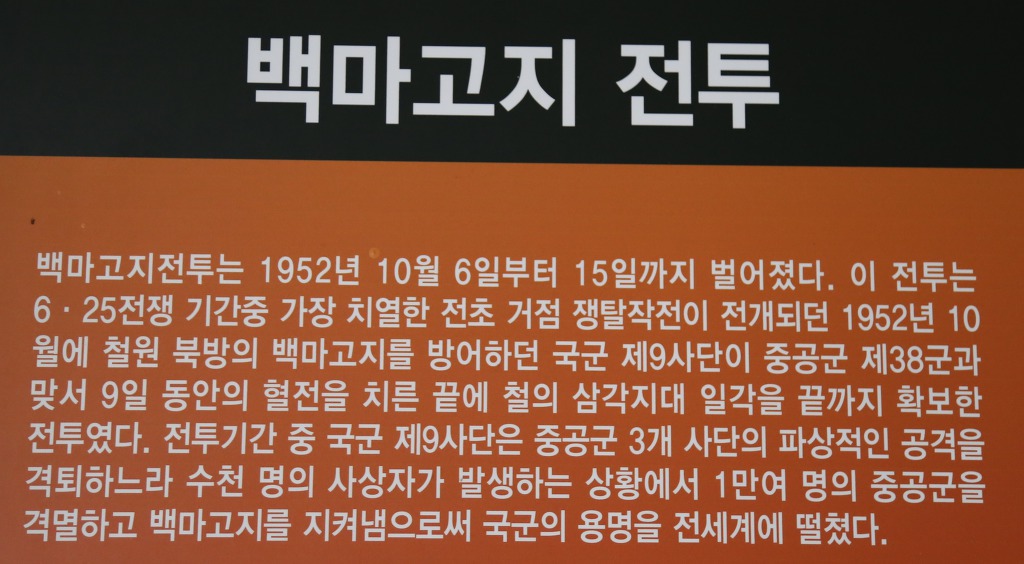 백마고지 전투
백마고지전투는 1952년 10월 6일부터 15일까지 벌어졌다. 이 전투는
6 · 25전쟁 기간중 가장 치열한 전초 거점 쟁탈작전이 전개되던 1952년 10
월에 철원 북방의 백마고지를 방어하던 국군 제9사단이 중공군 제38군과
맞서 9일 동안의 혈전을 치른 끝에 철의 삼각지대 일각을 끝까지 확보한
전투였다. 전투기간 중 국군 제9사단은 중공군 3개 사단의 파상적인 공격을
격퇴하느라 수천 명의 사상자가 발생하는 상황에서 1만여 명의 중공군을
격멸하고 백마고지를 지켜냄으로써 국군의 용명을 전세계에 떨쳤다.